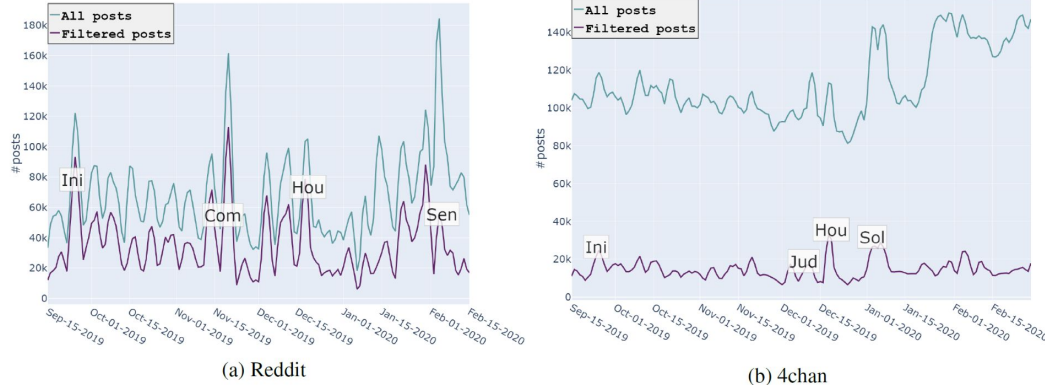 All posts
Filtered posts
180k
160k
140k
120k
100k
80k
60k
40k
20k
0
#posts
Ini
Com
Hou
Sen
Sep-15-2019
Oct-01-2019
Oct-15-2019
Nov-01-2019
Nov-15-2019
Dec-01-2019
Dec-15-2019
Jan-01-2020
Jan-15-2020
Feb-01-2020
Feb-15-2020
(a) Reddit
All posts
Filtered posts
140k
120k
100k
80k
60k
40k
20k
0
#posts
Ini
Jud
Hou
Sol
Sep-15-2019
Oct-01-2019
Oct-15-2019
Nov-01-2019
Nov-15-2019
Dec-01-2019
Dec-15-2019
Jan-01-2020
Jan-15-2020
Feb-01-2020
Feb-15-2020
(b) 4chan